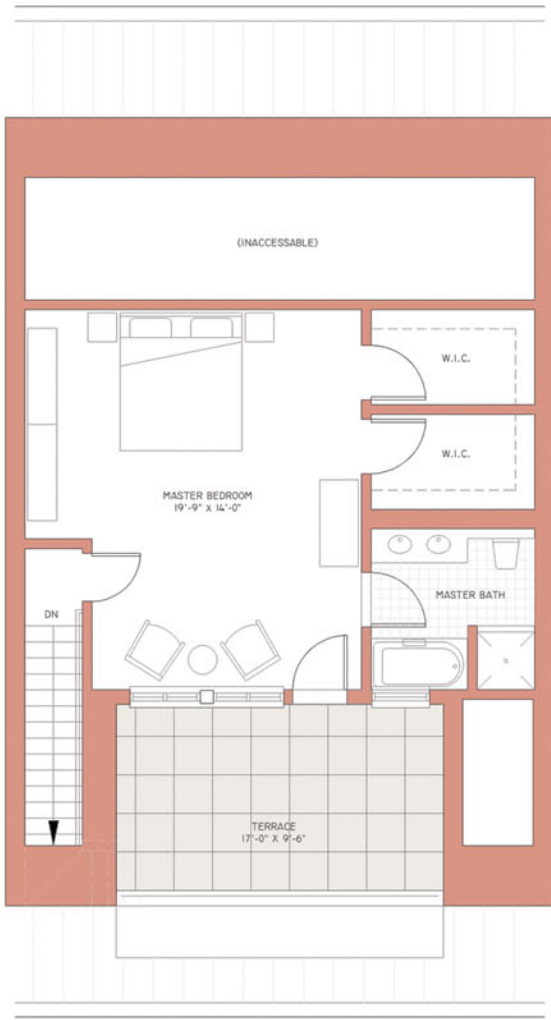 (INACCESSABLE)
W.I.C.
W.I.C.
MASTER BEDROOM
19'-9" X 14'-0"
MASTER BATH
DN
TERRACE
17'-0" X 9'-6"